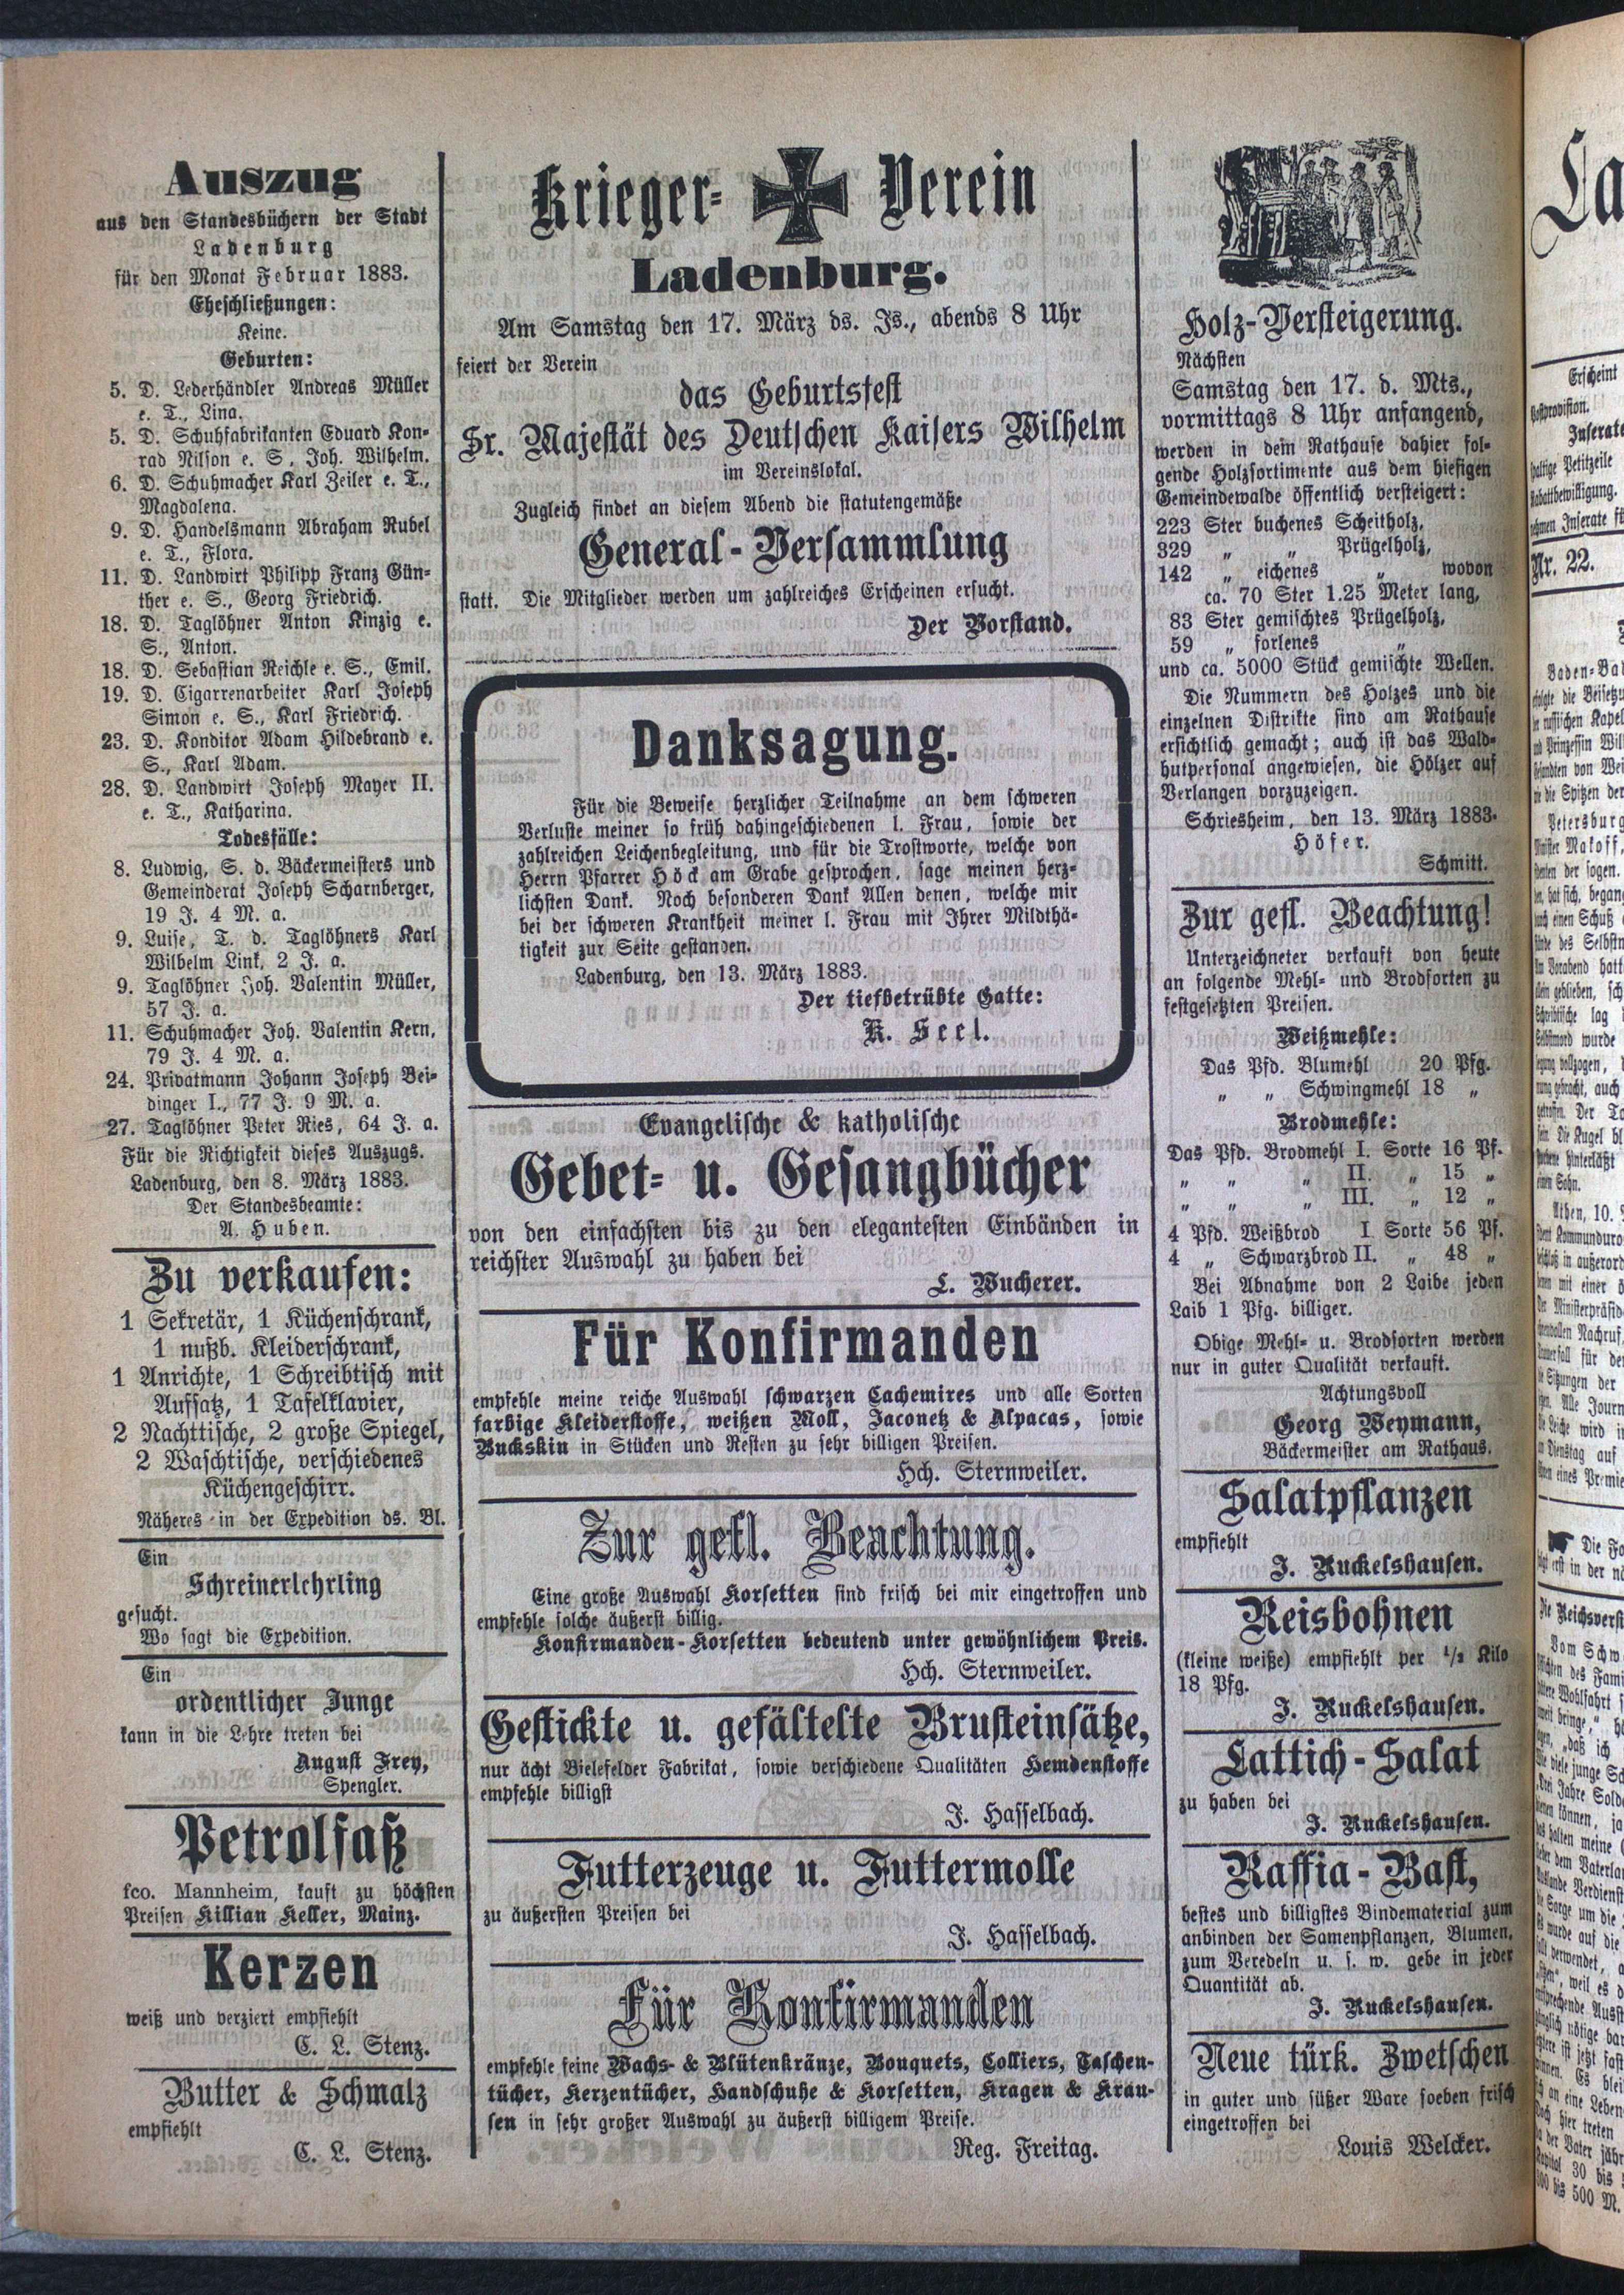 Auszug
aus den Standesbüchern der Stadt
Ladenburg
für den Monat Februar 1883.
Eheschließungen:
Keine.
Geburten:
5. D. Lederhändler Andreas Müller
e. T., Lina.
5. D. Schuhfabrikanten Eduard Kon-
rad Nilson e. S. Joh. Wilhelm.
6. D. Schuhmacher Karl Zeiler e. T.,
Magdalena.
9. D. Handelsmann Abraham Rubel
e. T., Flora.
11. D. Landwirt Philipp Franz Gün-
ther e. S., Georg Friedrich.
18. D. Taglöhner Anton Kinzig e.
S., Anton.
18. D. Sebastian Reichle e. S., Emil.
19. D. Cigarrenarbeiter Karl Joseph
Simon e. S., Karl Friedrich.
23. D. Konditor Adam Hildebrand e.
S., Karl Adam.
28. D. Landwirt Joseph Mayer II.
e. T., Katharina.
Todesfälle:
8. Ludwig, S. d. Bäckermeisters und
Gemeinderat Joseph Scharnberger,
19 J. 4 M. a.
9. Luise, T. d. Taglöhners Karl
Wilhelm Link, 2 J. a.
9. Taglöhner Joh. Valentin Müller,
57 J. a.
11. Schuhmacher Joh. Valentin Kern,
79 J. 4 M. a.
24. Privatmann Johann Joseph Bei-
dinger I., 77 J. 9 M. a.
27. Taglöhner Peter Ries, 64 J. a.
Für die Richtigkeit dieses Auszugs.
Ladenburg, den 8. März 1883.
Der Standesbeamte:
A. Huben.
Zu verkaufen:
1 Sekretär, 1 Küchenschrank,
1 nußb. Kleiderschrank,
1 Anrichte, 1 Schreibtisch mit
Aufsatz, 1 Tafelklavier,
2 Nachttische, 2 große Spiegel,
2 Waschtische, verschiedenes
Küchengeschirr.
Näheres in der Expedition ds. Bl.
Ein
Schreinerlehrling
gesucht.
Wo sagt die Expedition.
Ein
ordentlicher Junge
kann in die Lehre treten bei
August Frey,
Spengler.
Petrolfaß
fco. Mannheim, kauft zu höchsten
Preisen Killian Keller, Mainz.
Kerzen
weiß und verziert empfiehlt
C. L. Stenz.
Butter & Schmalz
empfiehlt
C. L. Stenz.
Krieger-Verein
Ladenburg.
Am Samstag den 17. März ds. Js., abends 8 Uhr
feiert der Verein
das Geburtsfest
Sr. Majestät des Deutschen Kaisers Wilhelm
im Vereinslokal.
Zugleich findet an diesem Abend die statutengemäße
General-Versammlung
statt. Die Mitglieder werden um zahlreiches Erscheinen ersucht.
Der Vorstand.
Danksagung.
Für die Beweise herzlicher Teilnahme an dem schweren
Verluste meiner so früh dahingeschiedenen l. Frau, sowie der
zahlreichen Leichenbegleitung, und für die Trostworte, welche von
Herrn Pfarrer Höck am Grabe gesprochen, sage meinen herz-
lichsten Dank. Noch besonderen Dank Allen denen, welche mir
bei der schweren Krankheit meiner l. Frau mit Ihrer Mildthä-
tigkeit zur Seite gestanden.
Ladenburg, den 13. März 1883.
Der tiefbetrübte Gatte:
K. Seel.
Evangelische & katholische
Gebet- u. Gesangbücher
von den einfachsten bis zu den elegantesten Einbänden in
reichster Auswahl zu haben bei
L. Wucherer.
Für Konfirmanden
empfehle meine reiche Auswahl schwarzen Cachemires und alle Sorten
farbige Kleiderstoffe, weißen Moll, Jaconetz & Alpacas, sowie
Buckskin in Stücken und Resten zu sehr billigen Preisen.
Hch. Sternweiler.
Zur gefl. Beachtung.
Eine große Auswahl Korsetten sind frisch bei mir eingetroffen und
empfehle solche äußerst billig.
Konfirmanden-Korsetten bedeutend unter gewöhnlichem Preis.
Hch. Sternweiler.
Gestickte u. gefältelte Brusteinsätze,
nur ächt Bielefelder Fabrikat, sowie verschiedene Qualitäten Hemdenstoffe
empfehle billigst
J. Hasselbach.
Futterzeuge u. Futtermolle
zu äußersten Preisen bei
J. Hasselbach.
Für Konfirmanden
empfehle feine Wachs- & Blütenkränze, Bouquets, Colliers, Taschen-
tücher, Kerzentücher, Handschuhe & Korsetten, Kragen & Krau-
sen in sehr großer Auswahl zu äußerst billigem Preise.
Reg. Freitag.
Holz-Versteigerung.
Nächsten
Samstag den 17. d. Mts.,
vormittags 8 Uhr anfangend,
werden in dem Rathause dahier fol-
gende Holzsortimente aus dem hiesigen
Gemeindewalde öffentlich versteigert:
223 Ster buchenes Scheitholz,
329 „ „ Prügelholz,
142 „ eichenes „ wovon
ca. 70 Ster 1.25 Meter lang,
83 Ster gemischtes Prügelholz,
59 „ forlenes „
und ca. 5000 Stück gemischte Wellen.
Die Nummern des Holzes und die
einzelnen Distrikte sind am Rathause
ersichtlich gemacht; auch ist das Wald-
hutpersonal angewiesen, die Hölzer auf
Verlangen vorzuzeigen.
Schriesheim, den 13. März 1883.
Höfer.
Schmitt.
Zur gefl. Beachtung!
Unterzeichneter verkauft von heute
an folgende Mehl- und Brodsorten zu
festgesetzten Preisen.
Weißmehle:
Das Pfd. Blumehl 20 Pfg.
„ „ Schwingmehl 18 „
Brodmehle:
Das Pfd. Brodmehl I. Sorte 16 Pf.
„ „ „ II. „ 15 „
„ „ „ III. „ 12 „
4 Pfd. Weißbrod I Sorte 56 Pf.
4 „ Schwarzbrod II. „ 48 „
Bei Abnahme von 2 Laibe jeden
Laib 1 Pfg. billiger.
Obige Mehl- u. Brodsorten werden
nur in guter Qualität verkauft.
Achtungsvoll
Georg Weymann,
Bäckermeister am Rathaus.
Salatpflanzen
empfiehlt
J. Ruckelshausen.
Reisbohnen
(kleine weiße) empfiehlt per 1/2 Kilo
18 Pfg.
J. Ruckelshausen.
Lattich-Salat
zu haben bei
J. Ruckelshausen.
Raffia-Bast,
bestes und billigstes Bindematerial zum
anbinden der Samenpflanzen, Blumen,
zum Veredeln u. s. w. gebe in jeder
Quantität ab.
J. Ruckelshausen.
Neue türk. Zwetschen
in guter und süßer Ware soeben frisch
eingetroffen bei
Louis Welcker.
La
Erscheint
Postprovision.
Inserate
Nr. 22.